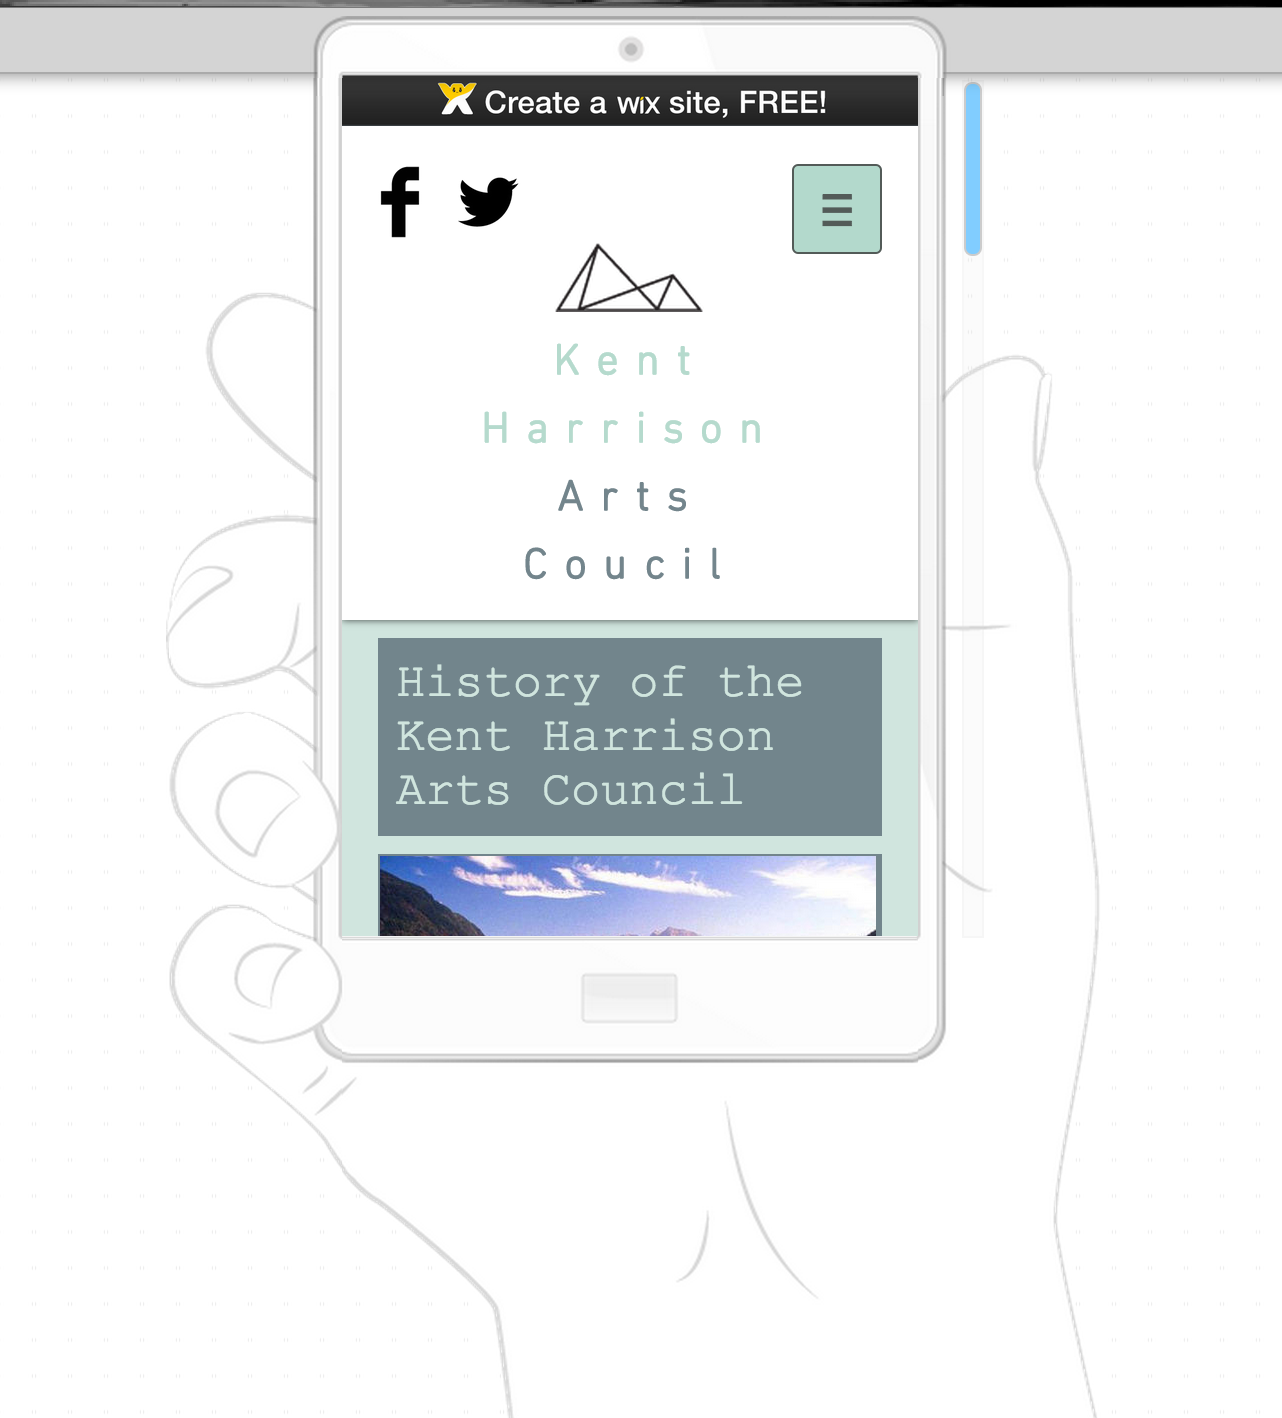 Create a WiX site, FREE!
Kent
Harrison
Arts
Coucil
History of the
Kent Harrison
Arts Council